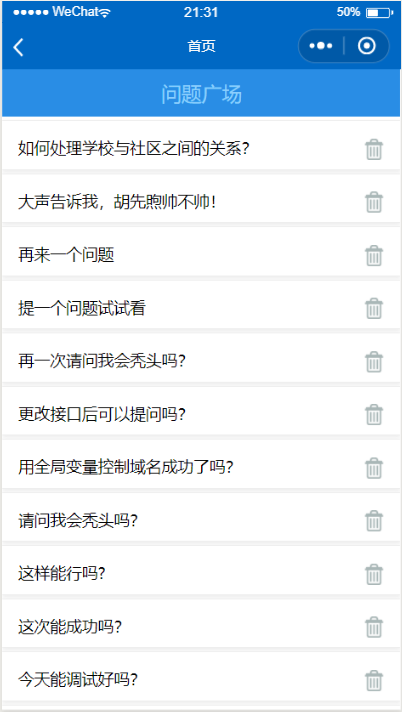 WeChat 21:31 50%
首页
问题广场
如何处理学校与社区之间的关系?
大声告诉我，胡先煦帅不帅!
再来一个问题
提一个问题试试看
再一次请问我会秃头吗?
更改接口后可以提问吗?
用全局变量控制域名成功了吗?
请问我会秃头吗?
这样能行吗?
这次能成功吗?
今天能调试好吗?